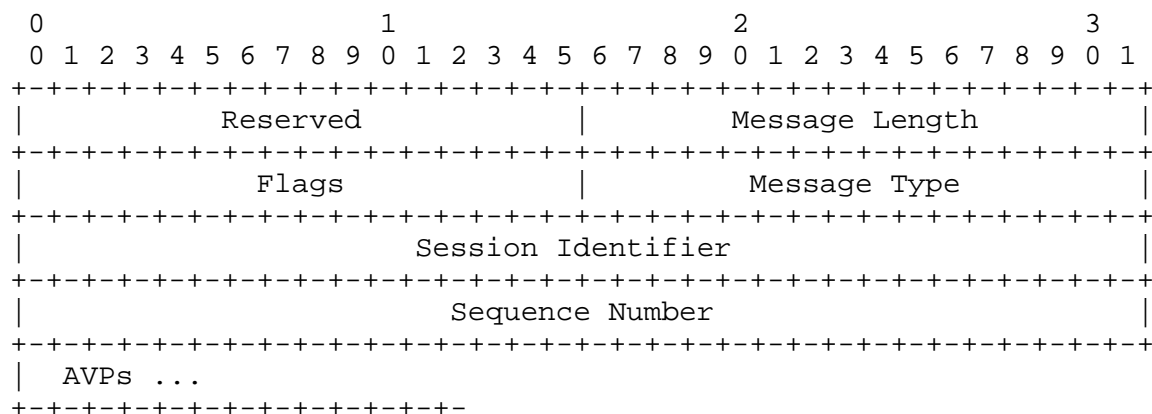 0                   1                   2                   3
 0 1 2 3 4 5 6 7 8 9 0 1 2 3 4 5 6 7 8 9 0 1 2 3 4 5 6 7 8 9 0 1
+-+-+-+-+-+-+-+-+-+-+-+-+-+-+-+-+-+-+-+-+-+-+-+-+-+-+-+-+-+-+-+-+
|           Reserved            |        Message Length         |
+-+-+-+-+-+-+-+-+-+-+-+-+-+-+-+-+-+-+-+-+-+-+-+-+-+-+-+-+-+-+-+-+
|             Flags             |         Message Type          |
+-+-+-+-+-+-+-+-+-+-+-+-+-+-+-+-+-+-+-+-+-+-+-+-+-+-+-+-+-+-+-+-+
|                      Session Identifier                       |
+-+-+-+-+-+-+-+-+-+-+-+-+-+-+-+-+-+-+-+-+-+-+-+-+-+-+-+-+-+-+-+-+
|                        Sequence Number                        |
+-+-+-+-+-+-+-+-+-+-+-+-+-+-+-+-+-+-+-+-+-+-+-+-+-+-+-+-+-+-+-+-+
|  AVPs ...
+-+-+-+-+-+-+-+-+-+-+-+-+-